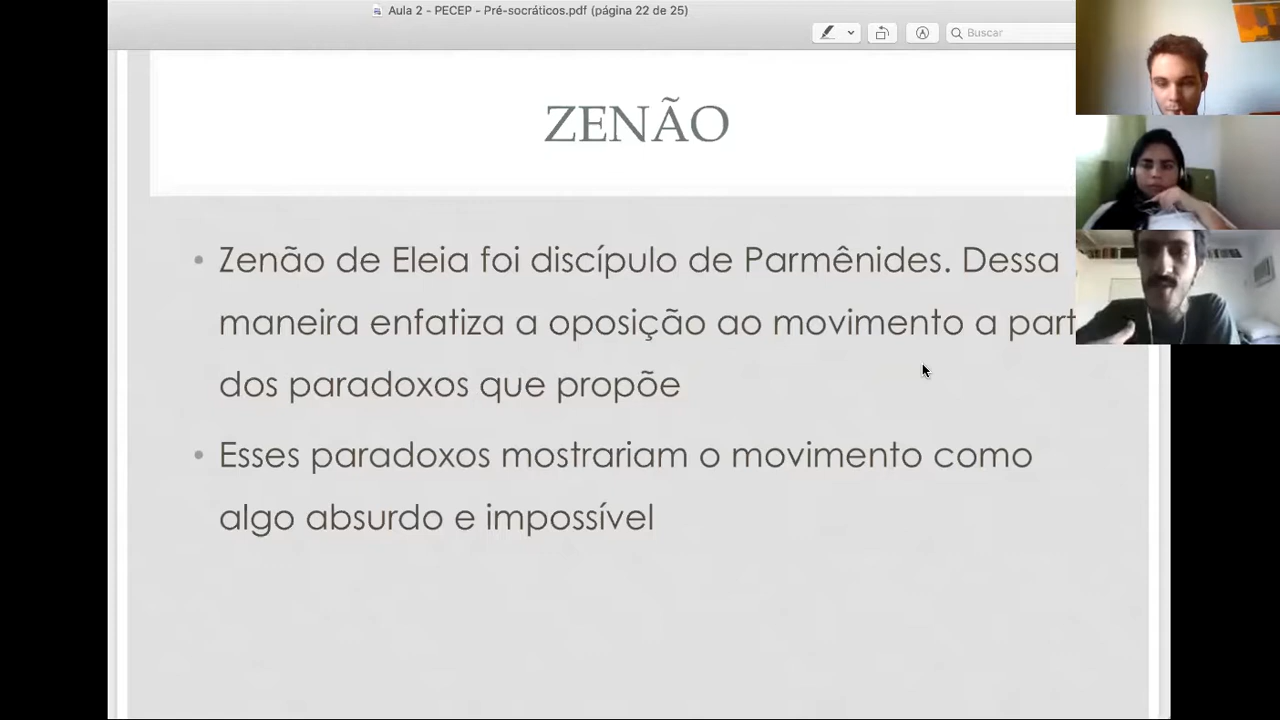 Aula 2 - PECEP - Pré-socráticos.pdf (página 22 de 25)
Buscar
ZENÃO
• Zenão de Eleia foi discípulo de Parmênides. Dessa
maneira enfatiza a oposição ao movimento a part
dos paradoxos que propõe
• Esses paradoxos mostrariam o movimento como
algo absurdo e impossível